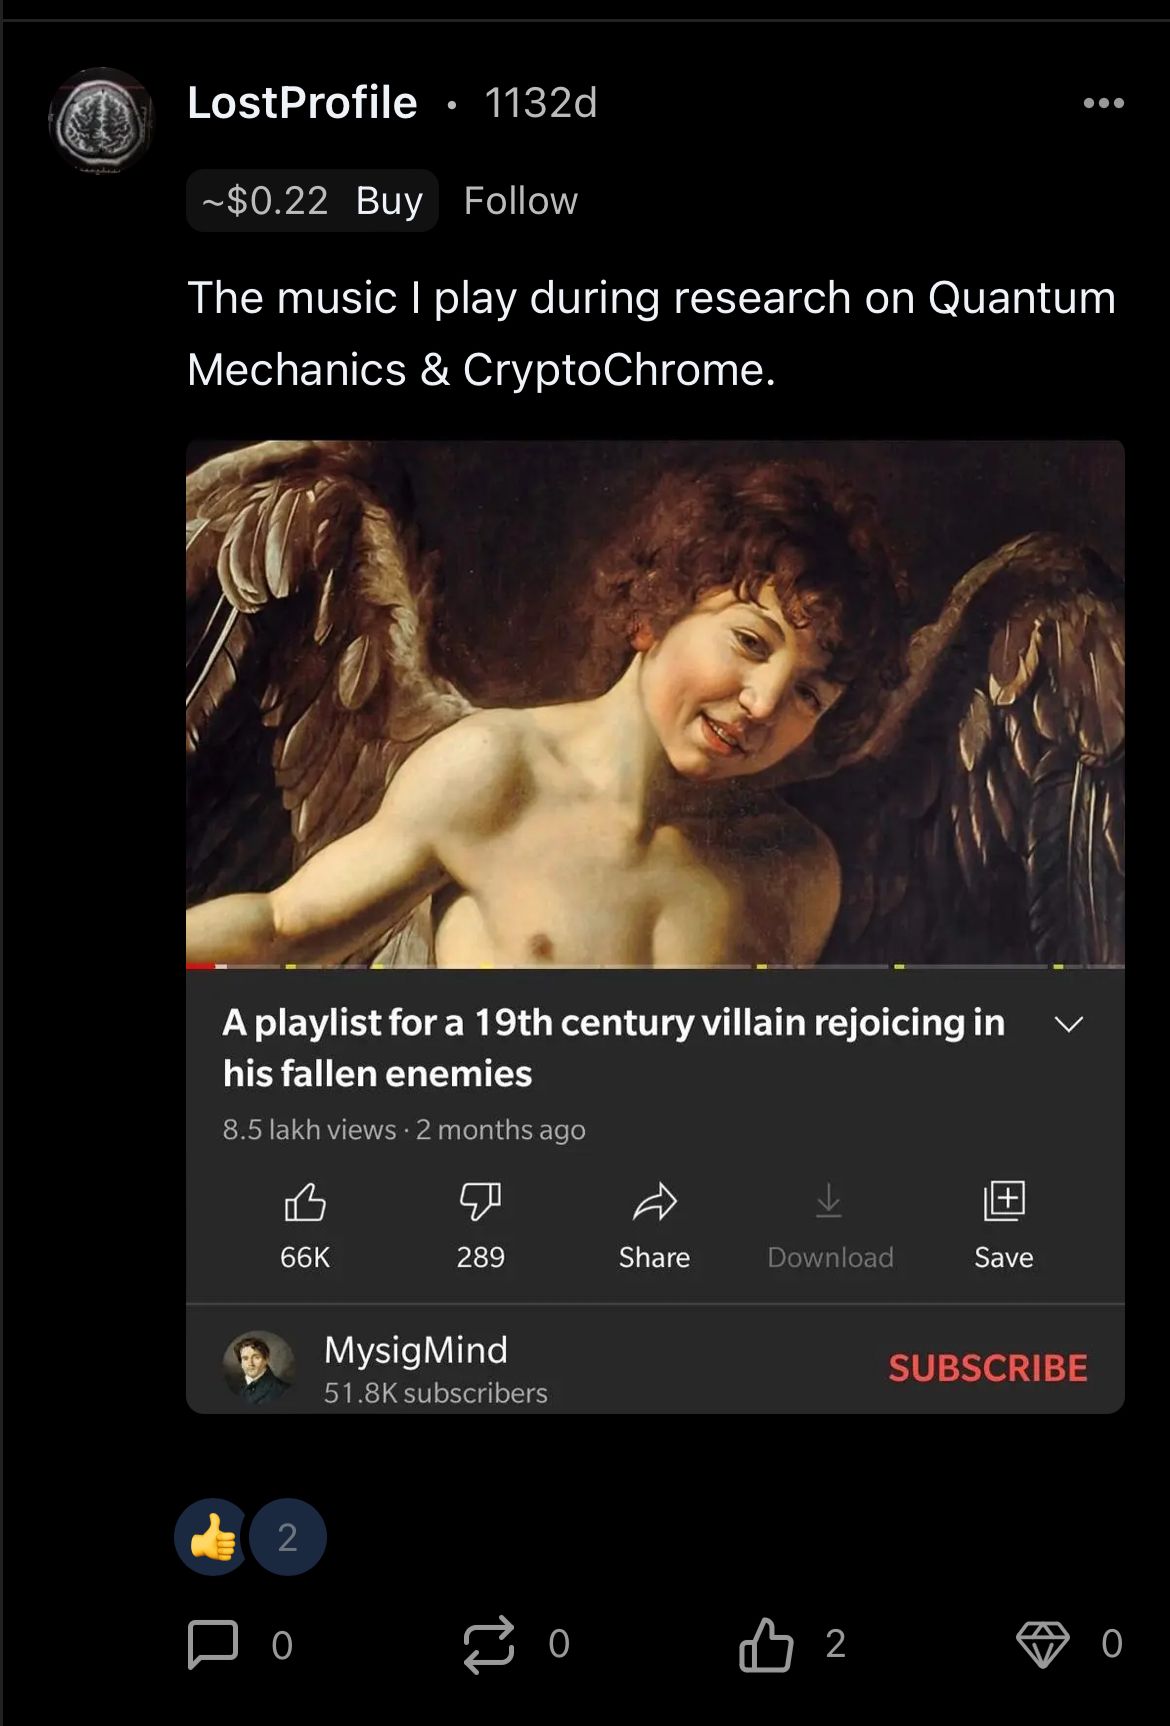 LostProfile • 1132d
~$0.22 Buy Follow
The music I play during research on Quantum
Mechanics & CryptoChrome.
A playlist for a 19th century villain rejoicing in
his fallen enemies
8.5 lakh views · 2 months ago
66K 289 Share Download Save
MysigMind
51.8K subscribers
SUBSCRIBE
2
0 0 2 0